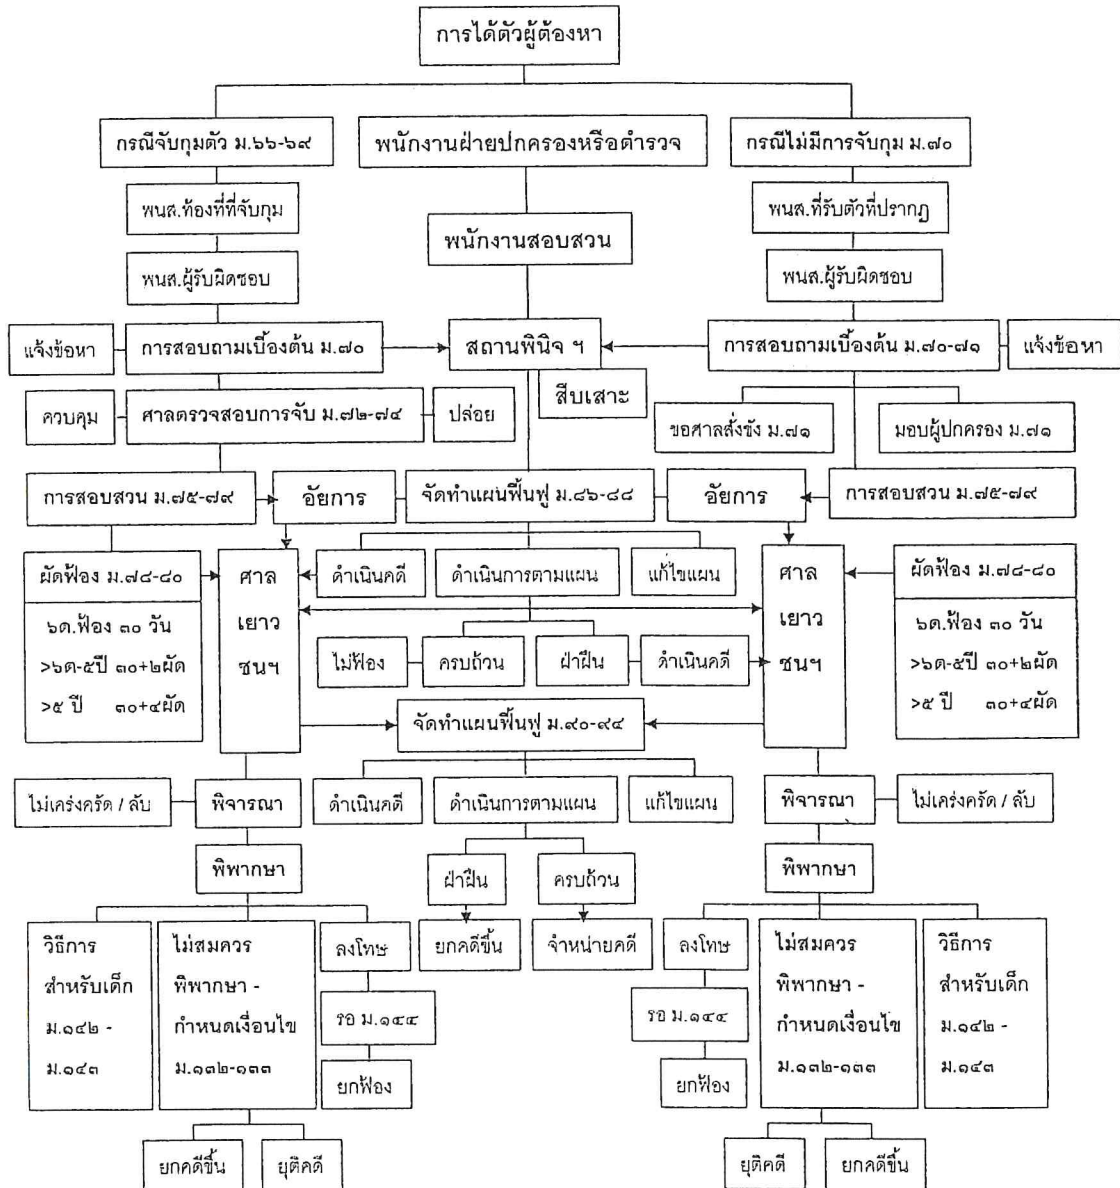 การได้ตัวผู้ต้องหา
กรณีจับกุมตัว ม.๖๖-๖๙
พนักงานฝ่ายปกครองหรือตำรวจ
กรณีไม่มีการจับกุม ม.๗๐
พนส.ท้องที่ที่จับกุม
พนักงานสอบสวน
พนส.ที่รับตัวที่ปรากฏ
พนส.ผู้รับผิดชอบ
พนส.ผู้รับผิดชอบ
แจ้งข้อหา
การสอบถามเบื้องต้น ม.๗๐
สถานพินิจ ฯ
การสอบถามเบื้องต้น ม.๗๐-๗๑
แจ้งข้อหา
สืบเสาะ
ควบคุม
ศาลตรวจสอบการจับ ม.๗๒-๗๔
ปล่อย
ขอศาลสั่งขัง ม.๗๑
มอบผู้ปกครอง ม.๗๑
การสอบสวน ม.๗๕-๗๙
อัยการ
จัดทำแผนฟื้นฟู ม.๘๖-๘๘
อัยการ
การสอบสวน ม.๗๕-๗๙
ผัดฟ้อง ม.๗๘-๘๐
๖ด.ฟ้อง ๓๐ วัน
>๖ด-๕ปี ๓๐+๒ผัด
>๕ ปี ๓๐+๔ผัด
ศาล
เยาว
ชนฯ
ดำเนินคดี
ดำเนินการตามแผน
แก้ไขแผน
ศาล
เยาว
ชนฯ
ผัดฟ้อง ม.๗๘-๘๐
๖ด.ฟ้อง ๓๐ วัน
>๖ด-๕ปี ๓๐+๒ผัด
>๕ ปี ๓๐+๔ผัด
ไม่ฟ้อง
ครบถ้วน
ฝ่าฝืน
ดำเนินคดี
จัดทำแผนฟื้นฟู ม.๙๐-๙๔
ไม่เคร่งครัด / ลับ
พิจารณา
ดำเนินคดี
ดำเนินการตามแผน
แก้ไขแผน
พิจารณา
ไม่เคร่งครัด / ลับ
พิพากษา
ฝ่าฝืน
ครบถ้วน
พิพากษา
วิธีการ
สำหรับเด็ก
ม.๑๔๒ -
ม.๑๔๓
ไม่สมควร
พิพากษา -
กำหนดเงื่อนไข
ม.๑๓๒-๑๓๓
ลงโทษ
รอ ม.๑๔๔
ยกฟ้อง
ยกคดีขึ้น
จำหน่ายคดี
ลงโทษ
รอ ม.๑๔๔
ยกฟ้อง
ไม่สมควร
พิพากษา -
กำหนดเงื่อนไข
ม.๑๓๒-๑๓๓
วิธีการ
สำหรับเด็ก
ม.๑๔๒ -
ม.๑๔๓
ยกคดีขึ้น
ยุติคดี
ยุติคดี
ยกคดีขึ้น